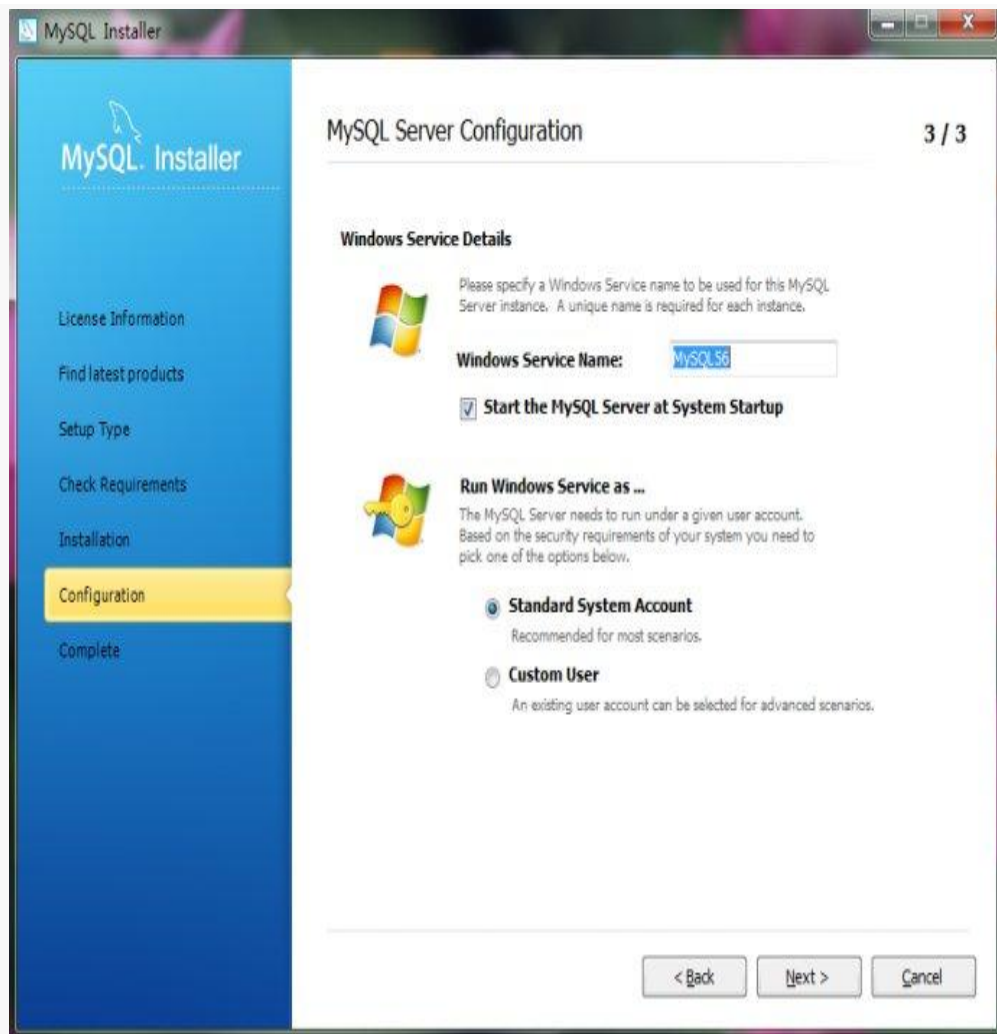 MySQL Installer
MySQL. Installer
License Information
Find latest products
Setup Type
Check Requirements
Installation
Configuration
Complete
MySQL Server Configuration
3 / 3
Windows Service Details
Please specify a Windows Service name to be used for this MySQL
Server instance. A unique name is required for each instance.
Windows Service Name:
MySQL56
Start the MySQL Server at System Startup
Run Windows Service as ...
The MySQL Server needs to run under a given user account.
Based on the security requirements of your system you need to
pick one of the options below.
Standard System Account
Recommended for most scenarios.
Custom User
An existing user account can be selected for advanced scenarios.
< Back
Next >
Cancel